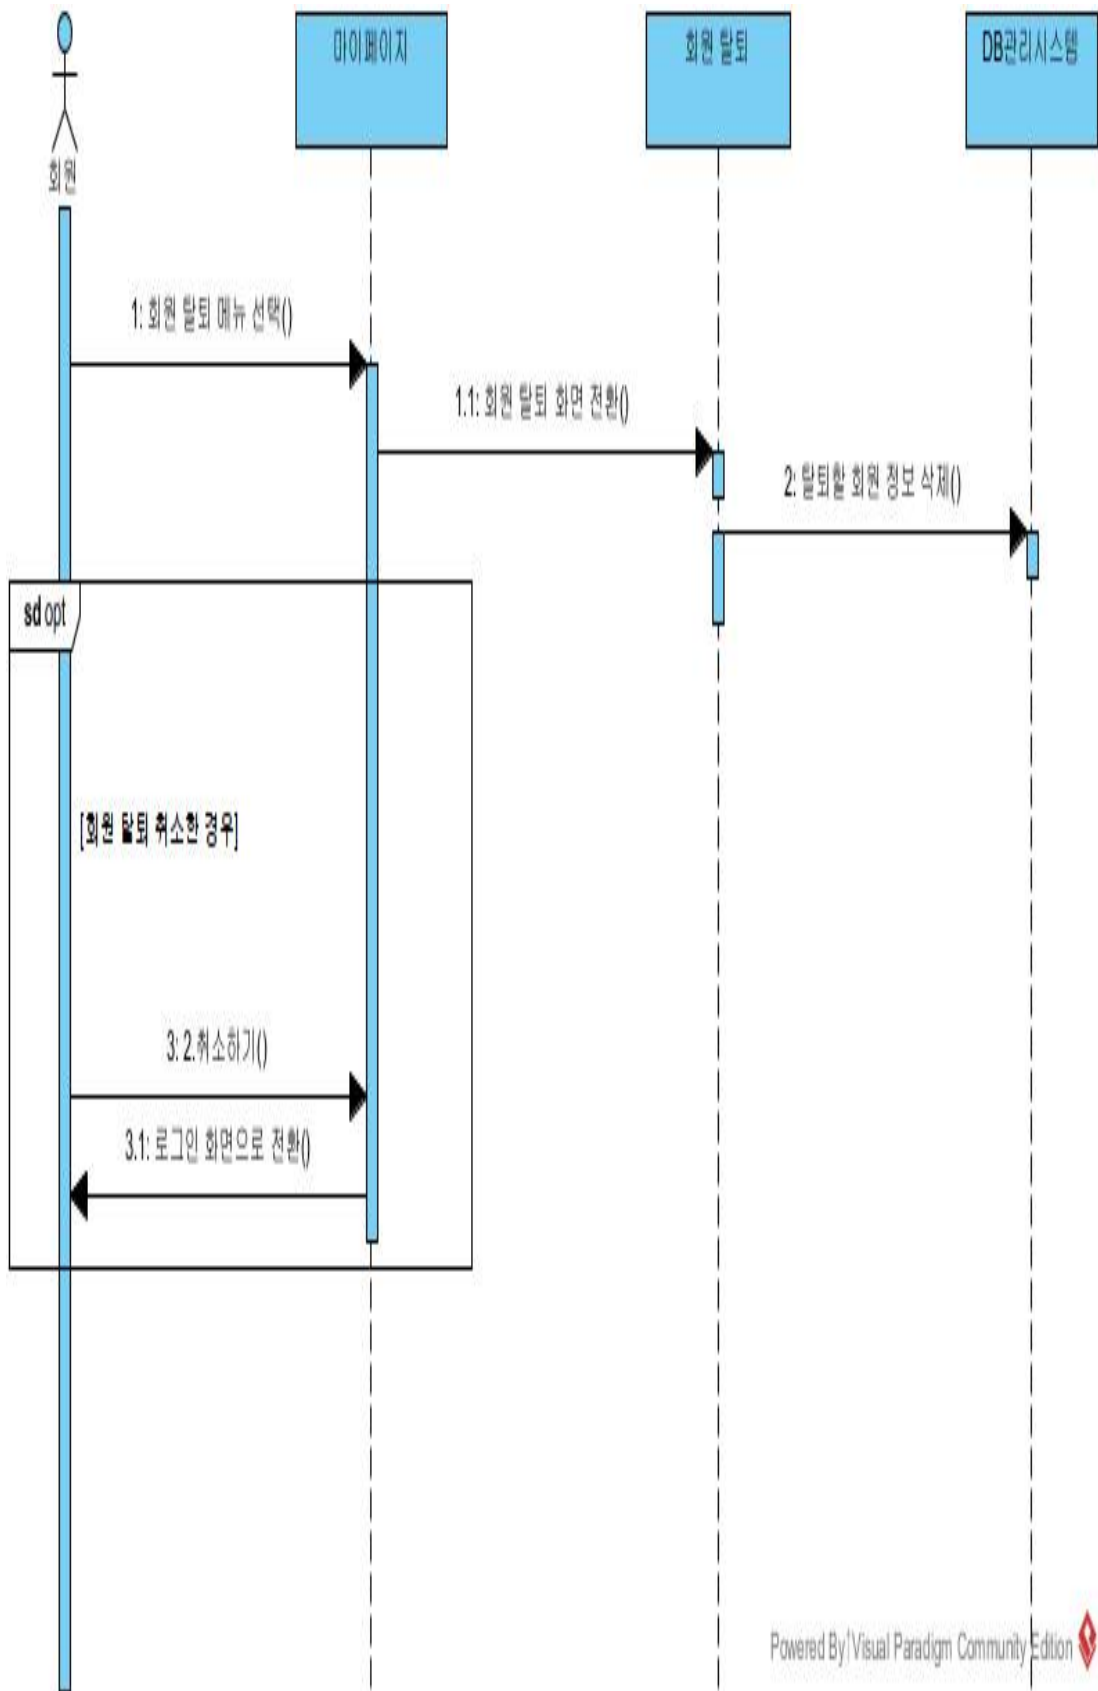 마이페이지
회원 탈퇴
DB관리시스템
회원
1: 회원 탈퇴 메뉴 선택()
1.1: 회원 탈퇴 화면 전환()
2: 탈퇴할 회원 정보 삭제()
sd opt
[회원 탈퇴 취소한 경우]
3: 2.취소하기()
3.1: 로그인 화면으로 전환()
Powered By Visual Paradigm Community Edition